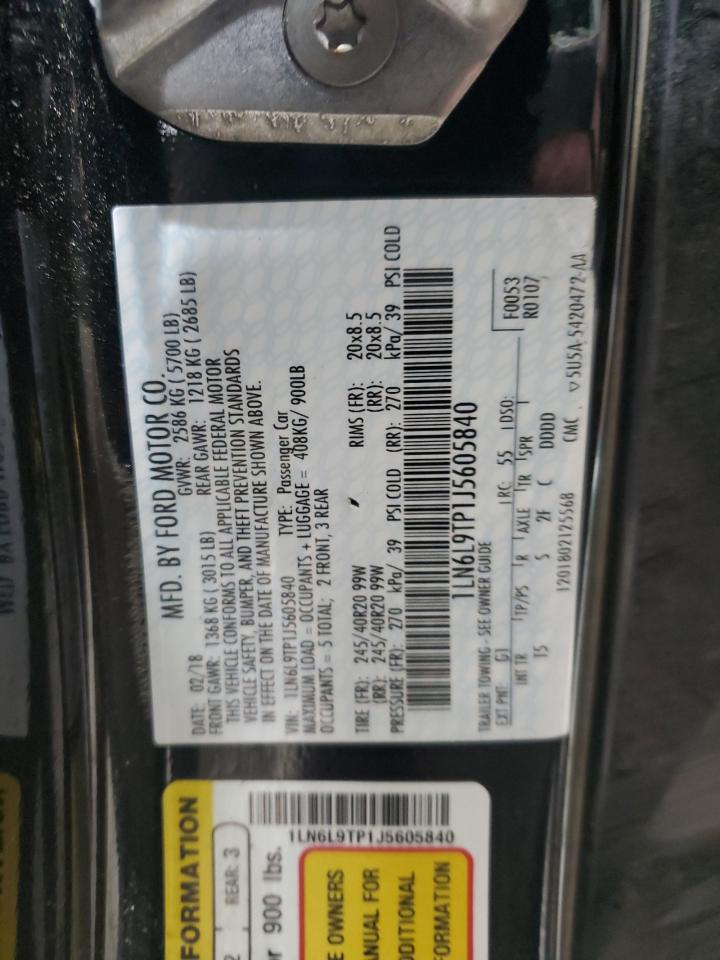 MFD. BY FORD MOTOR CO.
DATE: 02/18 GVWR: 2586 KG ( 5700 LB)
FRONT GAWR: 1368 KG ( 3015 LB) REAR GAWR: 1218 KG ( 2685 LB)
THIS VEHICLE CONFORMS TO ALL APPLICABLE FEDERAL MOTOR
VEHICLE SAFETY, BUMPER, AND THEFT PREVENTION STANDARDS
IN EFFECT ON THE DATE OF MANUFACTURE SHOWN ABOVE.
VIN: 1LN6L9TP1J5605840 TYPE: Passenger Car
MAXIMUM LOAD = OCCUPANTS + LUGGAGE = 408KG/ 900LB
OCCUPANTS = 5 TOTAL; 2 FRONT, 3 REAR
TIRE (FR): 245/40R20 99W RIMS (FR): 20x8.5
(RR): 245/40R20 99W (RR): 20x8.5
PRESSURE (FR): 270 kPa/ 39 PSI COLD (RR): 270 kPa/ 39 PSI COLD
1LN6L9TP1J5605840
TRAILER TOWING - SEE OWNER GUIDE
EXT PNT: G1 RC: 55 DSO: F0053
INT TR TP/PS R AXLE TR SPR R0107
T5 S 2F C DDDD
1201802125568 CMC ▽5U5A-5420472-AA
FORMATION
2 REAR: 3
900 lbs.
1LN6L9TP1J5605840
E OWNERS
ANUAL FOR
DDITIONAL
FORMATION